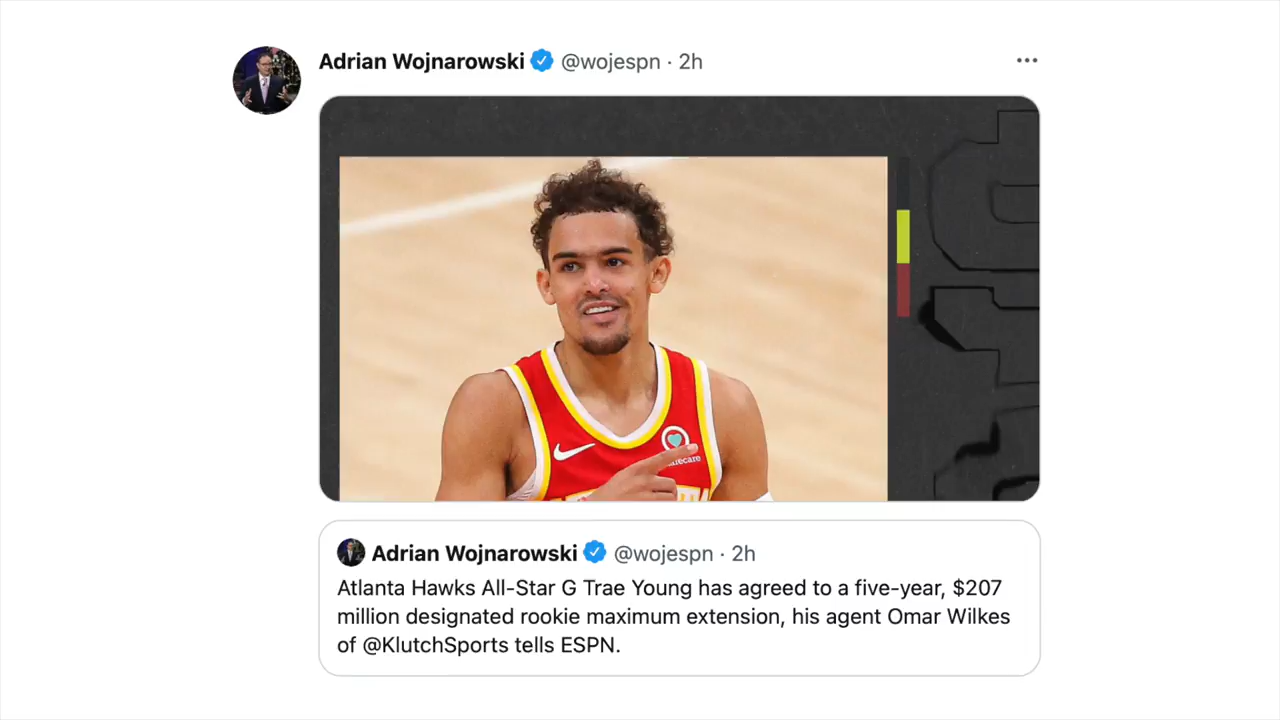 Adrian Wojnarowski @wojespn · 2h
Adrian Wojnarowski @wojespn · 2h
Atlanta Hawks All-Star G Trae Young has agreed to a five-year, $207
million designated rookie maximum extension, his agent Omar Wilkes
of @KlutchSports tells ESPN.